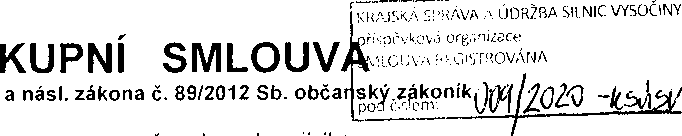 KRAJSKÁ SPRÁVA A ÚDRŽBA SILNIC VYSOČINY
příspěvková organizace
KUPNÍ SMLOUVA
SMLOUVA REGISTROVÁNA
a násl. zákona č. 89/2012 Sb. občanský zákoník
pod číslem: 009/2020 -ksúsv